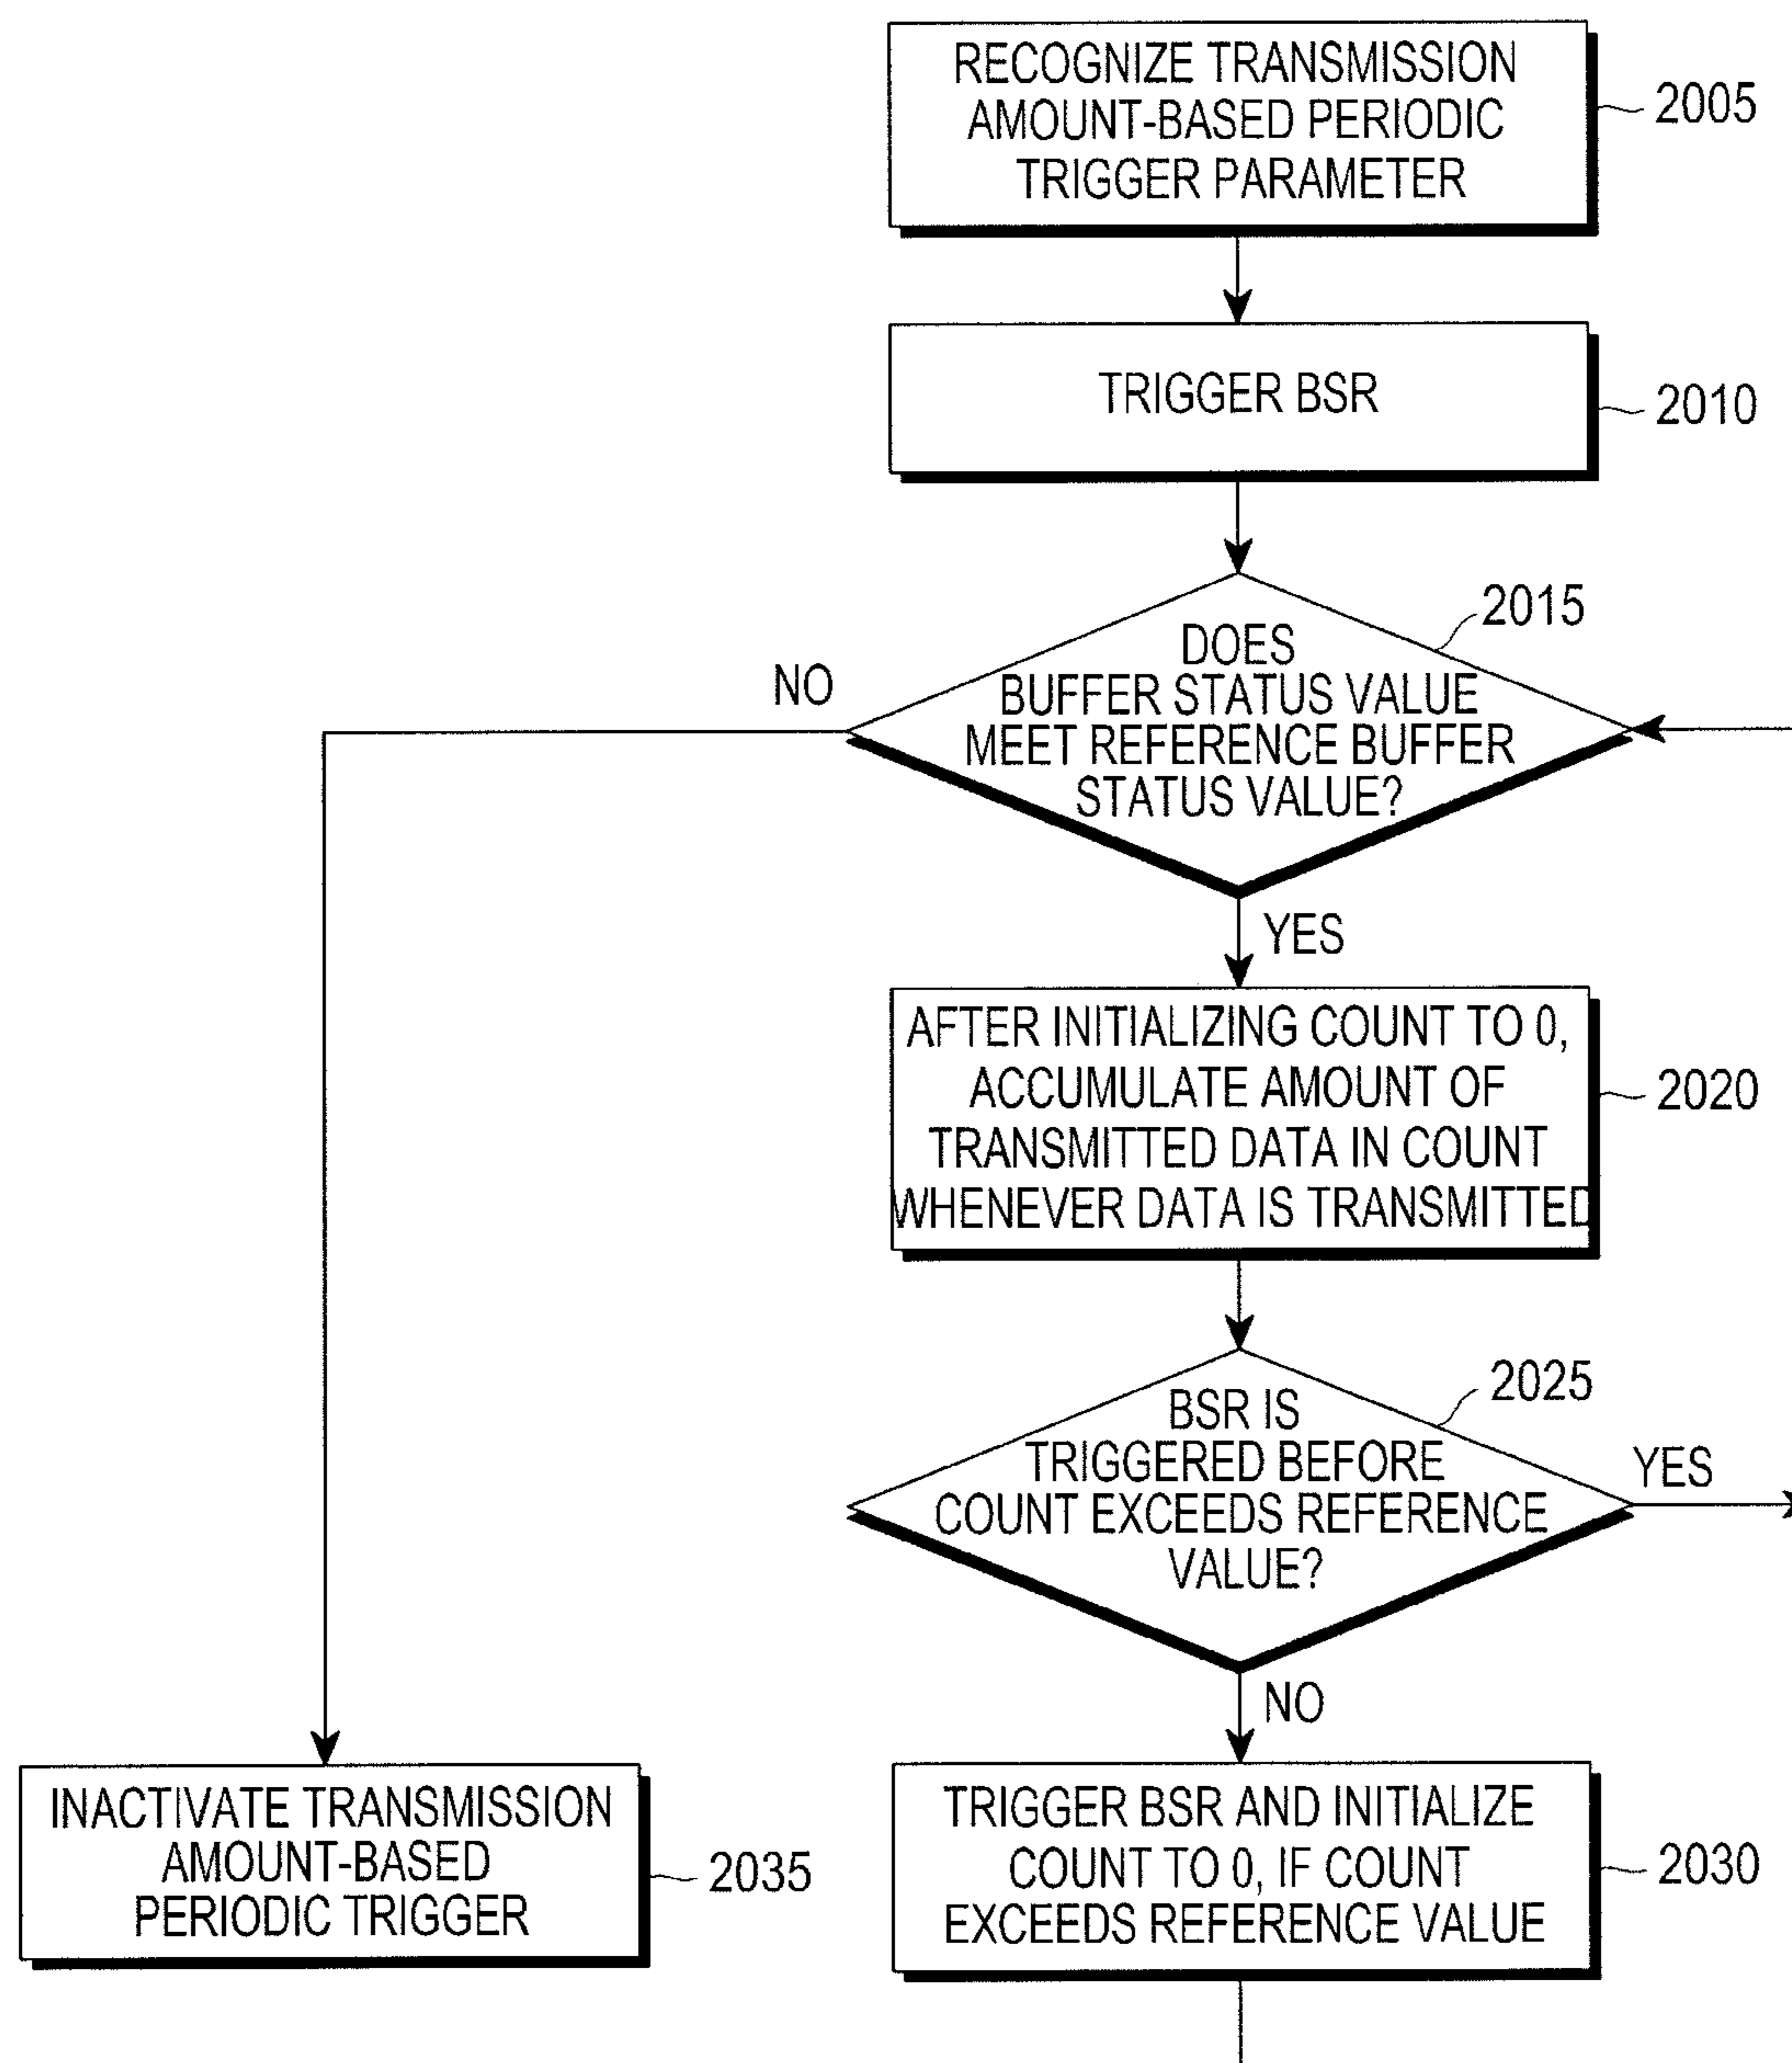 RECOGNIZE TRANSMISSION
AMOUNT-BASED PERIODIC
TRIGGER PARAMETER
2005
TRIGGER BSR
2010
2015
DOES
BUFFER STATUS VALUE
MEET REFERENCE BUFFER
STATUS VALUE?
NO
YES
AFTER INITIALIZING COUNT TO 0,
ACCUMULATE AMOUNT OF
TRANSMITTED DATA IN COUNT
WHENEVER DATA IS TRANSMITTED
2020
2025
BSR IS
TRIGGERED BEFORE
COUNT EXCEEDS REFERENCE
VALUE?
YES
NO
INACTIVATE TRANSMISSION
AMOUNT-BASED
PERIODIC TRIGGER
2035
TRIGGER BSR AND INITIALIZE
COUNT TO 0, IF COUNT
EXCEEDS REFERENCE VALUE
2030